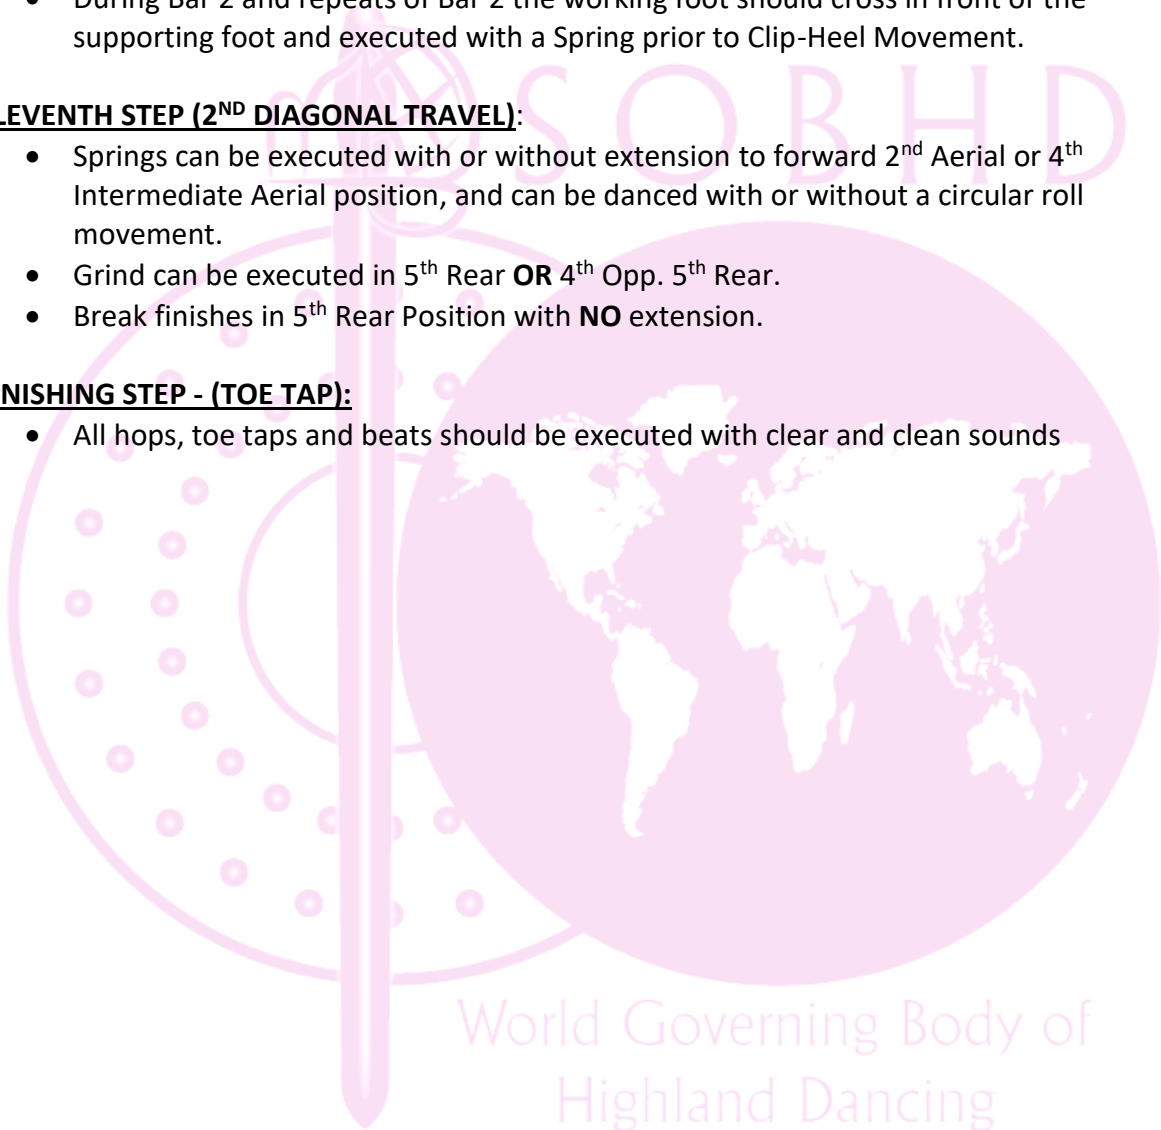 During Bar 2 and repeats of Bar 2 the working foot should cross in front of the
supporting foot and executed with a Spring prior to Clip-Heel Movement.
LEVENTH STEP (2ND DIAGONAL TRAVEL):
• Springs can be executed with or without extension to forward 2nd Aerial or 4th
Intermediate Aerial position, and can be danced with or without a circular roll
movement.
• Grind can be executed in 5th Rear OR 4th Opp. 5th Rear.
• Break finishes in 5th Rear Position with NO extension.
NISHING STEP - (TOE TAP):
• All hops, toe taps and beats should be executed with clear and clean sounds
SOBHD
World Governing Body of
Highland Dancing